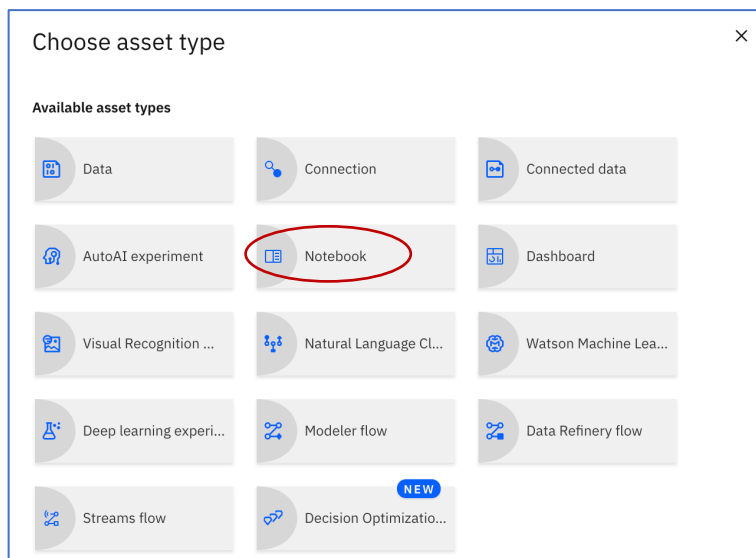 Choose asset type
Available asset types
Data
Connection
Connected data
AutoAI experiment
Notebook
Dashboard
Visual Recognition ...
Natural Language Cl...
Watson Machine Lea...
Deep learning experi...
Modeler flow
Data Refinery flow
NEW
Streams flow
Decision Optimizatio...